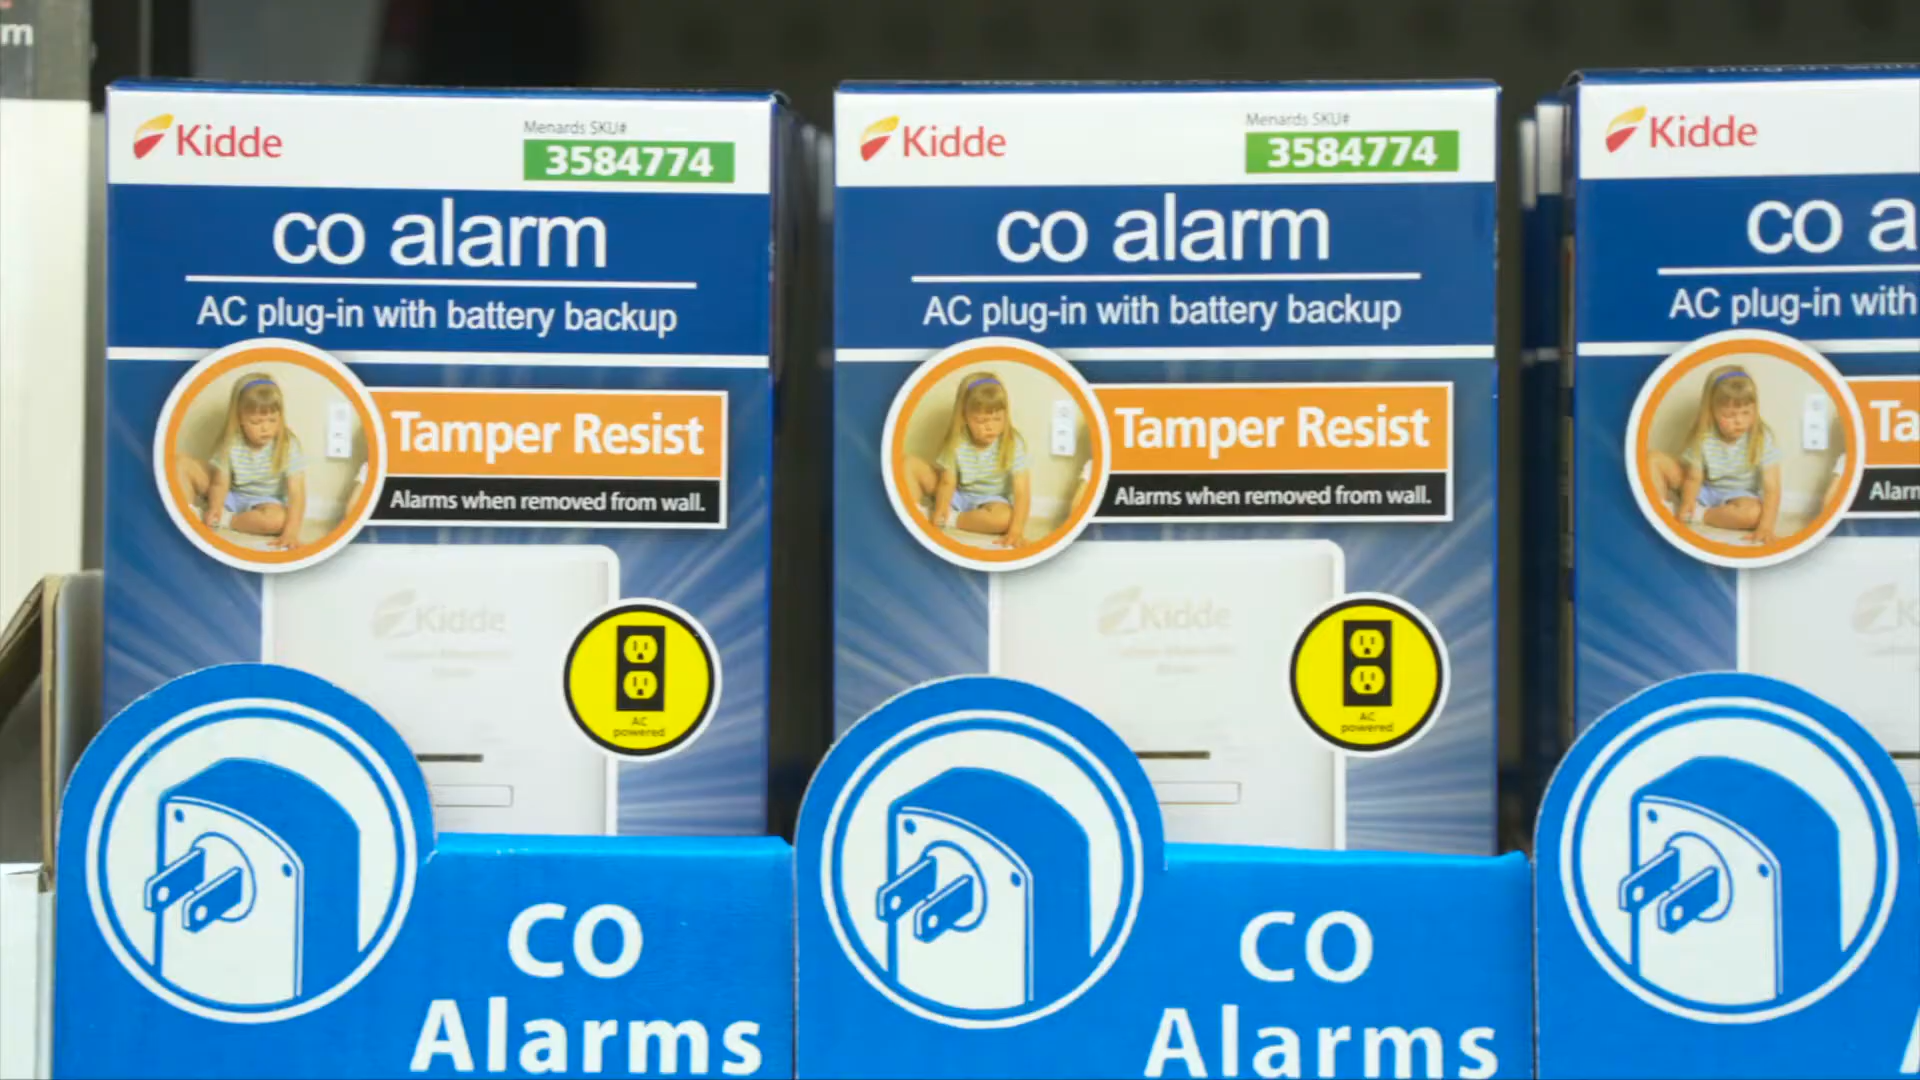 m
Kidde
Menards SKU#
3584774
co alarm
AC plug-in with battery backup
Tamper Resist
Alarms when removed from wall.
Kidde
AC
powered
CO
Alarms
Kidde
Menards SKU#
3584774
co alarm
AC plug-in with battery backup
Tamper Resist
Alarms when removed from wall.
Kidde
AC
powered
CO
Alarms
Kidde
co a
AC plug-in with
Ta
Alarm
K
A